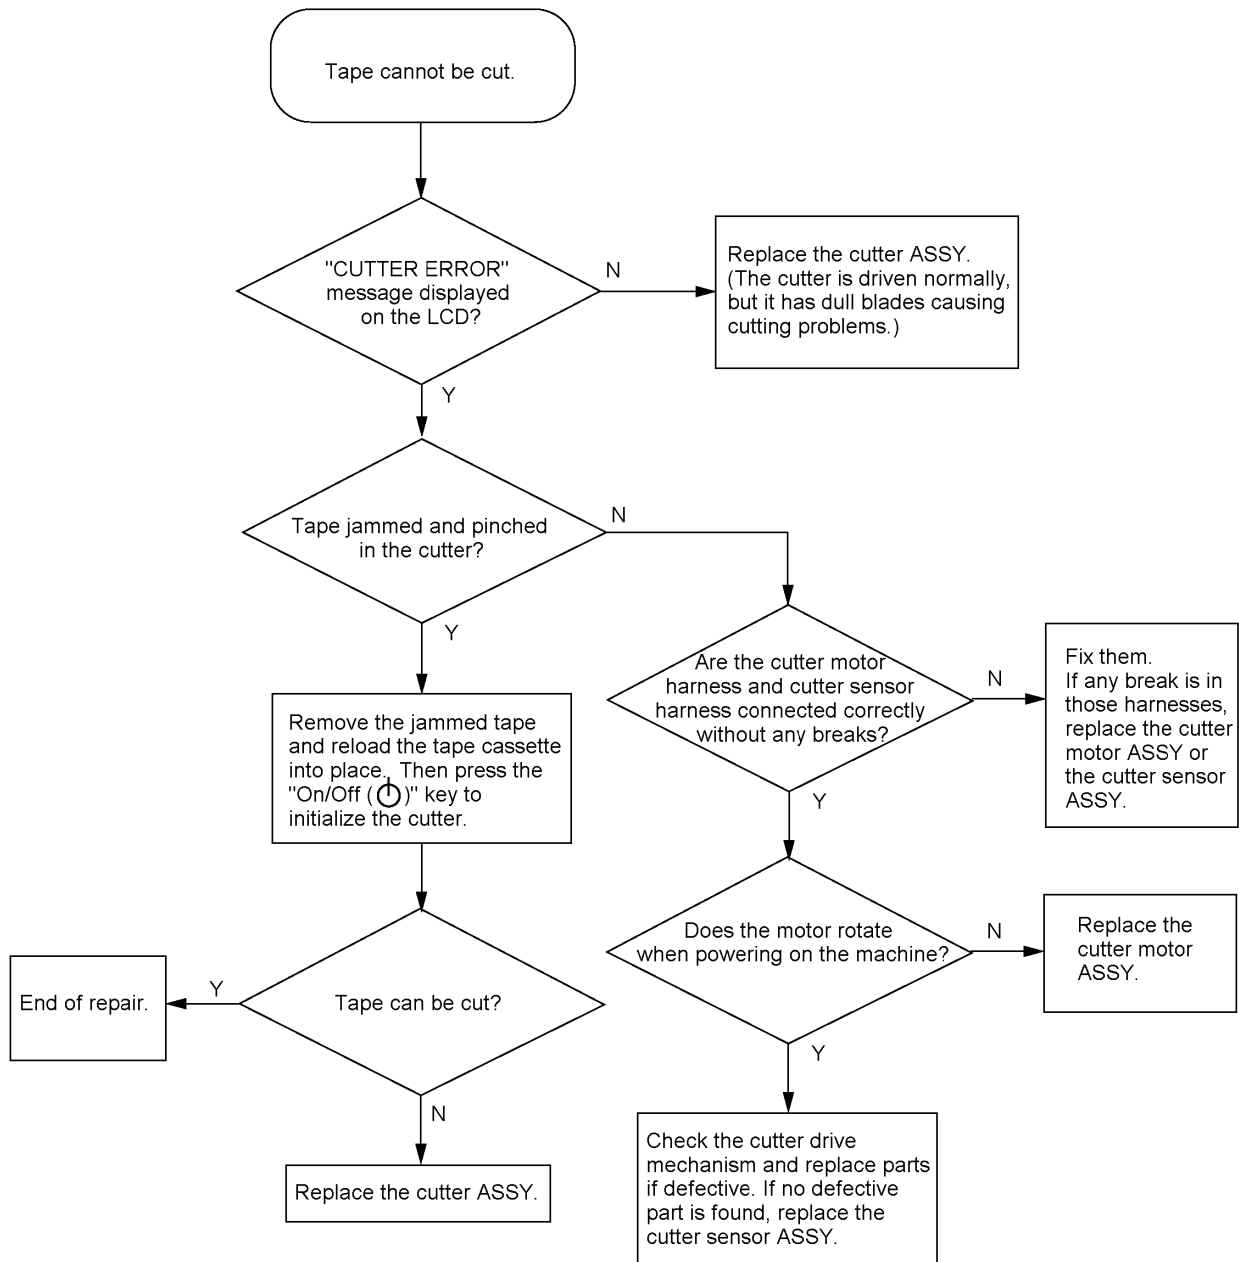 Tape cannot be cut.
"CUTTER ERROR"
message displayed
on the LCD?
N
Replace the cutter ASSY.
(The cutter is driven normally,
but it has dull blades causing
cutting problems.)
Y
Tape jammed and pinched
in the cutter?
N
Y
Are the cutter motor
harness and cutter sensor
harness connected correctly
without any breaks?
N
Fix them.
If any break is in
those harnesses,
replace the cutter
motor ASSY or
the cutter sensor
ASSY.
Y
Remove the jammed tape
and reload the tape cassette
into place. Then press the
"On/Off (⏻)" key to
initialize the cutter.
Does the motor rotate
when powering on the machine?
N
Replace the
cutter motor
ASSY.
Y
Tape can be cut?
Y
End of repair.
N
Replace the cutter ASSY.
Check the cutter drive
mechanism and replace parts
if defective. If no defective
part is found, replace the
cutter sensor ASSY.